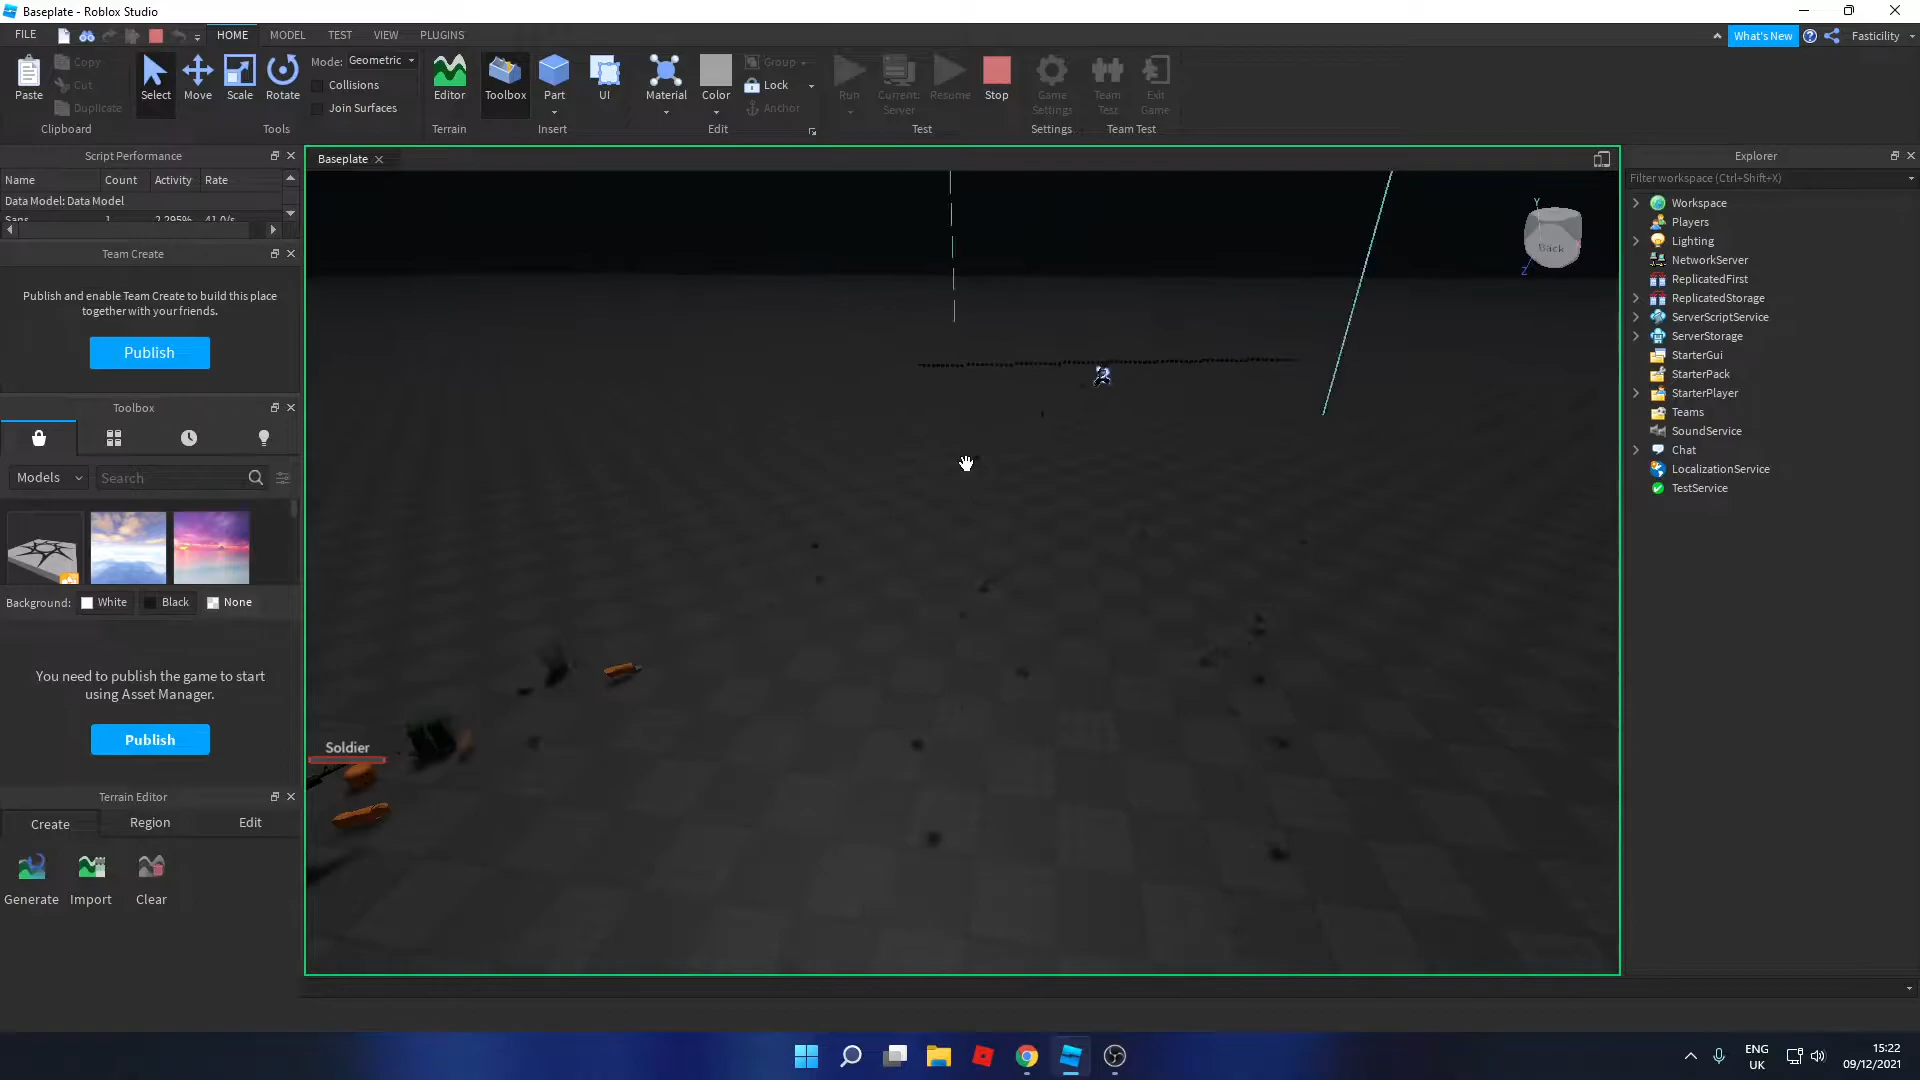 Baseplate - Roblox Studio
FILE
HOME
MODEL
TEST
VIEW
PLUGINS
What's New
Fasticility
Paste
Copy
Cut
Duplicate
Select
Move
Scale
Rotate
Mode: Geometric
Collisions
Join Surfaces
Editor
Toolbox
Part
UI
Material
Color
Group
Lock
Anchor
Run
Current: Server
Resume
Stop
Game Settings
Team Test
Exit Game
Clipboard
Tools
Terrain
Insert
Edit
Test
Settings
Team Test
Script Performance
Name Count Activity Rate
Data Model: Data Model
Sans 1 2.295% 41.0/s
Team Create
Publish and enable Team Create to build this place
together with your friends.
Publish
Toolbox
Models
Search
Background: White Black None
You need to publish the game to start
using Asset Manager.
Publish
Terrain Editor
Create
Region
Edit
Generate
Import
Clear
Baseplate
Y
Back
Z
Soldier
Explorer
Filter workspace (Ctrl+Shift+X)
Workspace
Players
Lighting
NetworkServer
ReplicatedFirst
ReplicatedStorage
ServerScriptService
ServerStorage
StarterGui
StarterPack
StarterPlayer
Teams
SoundService
Chat
LocalizationService
TestService
ENG
UK
15:22
09/12/2021